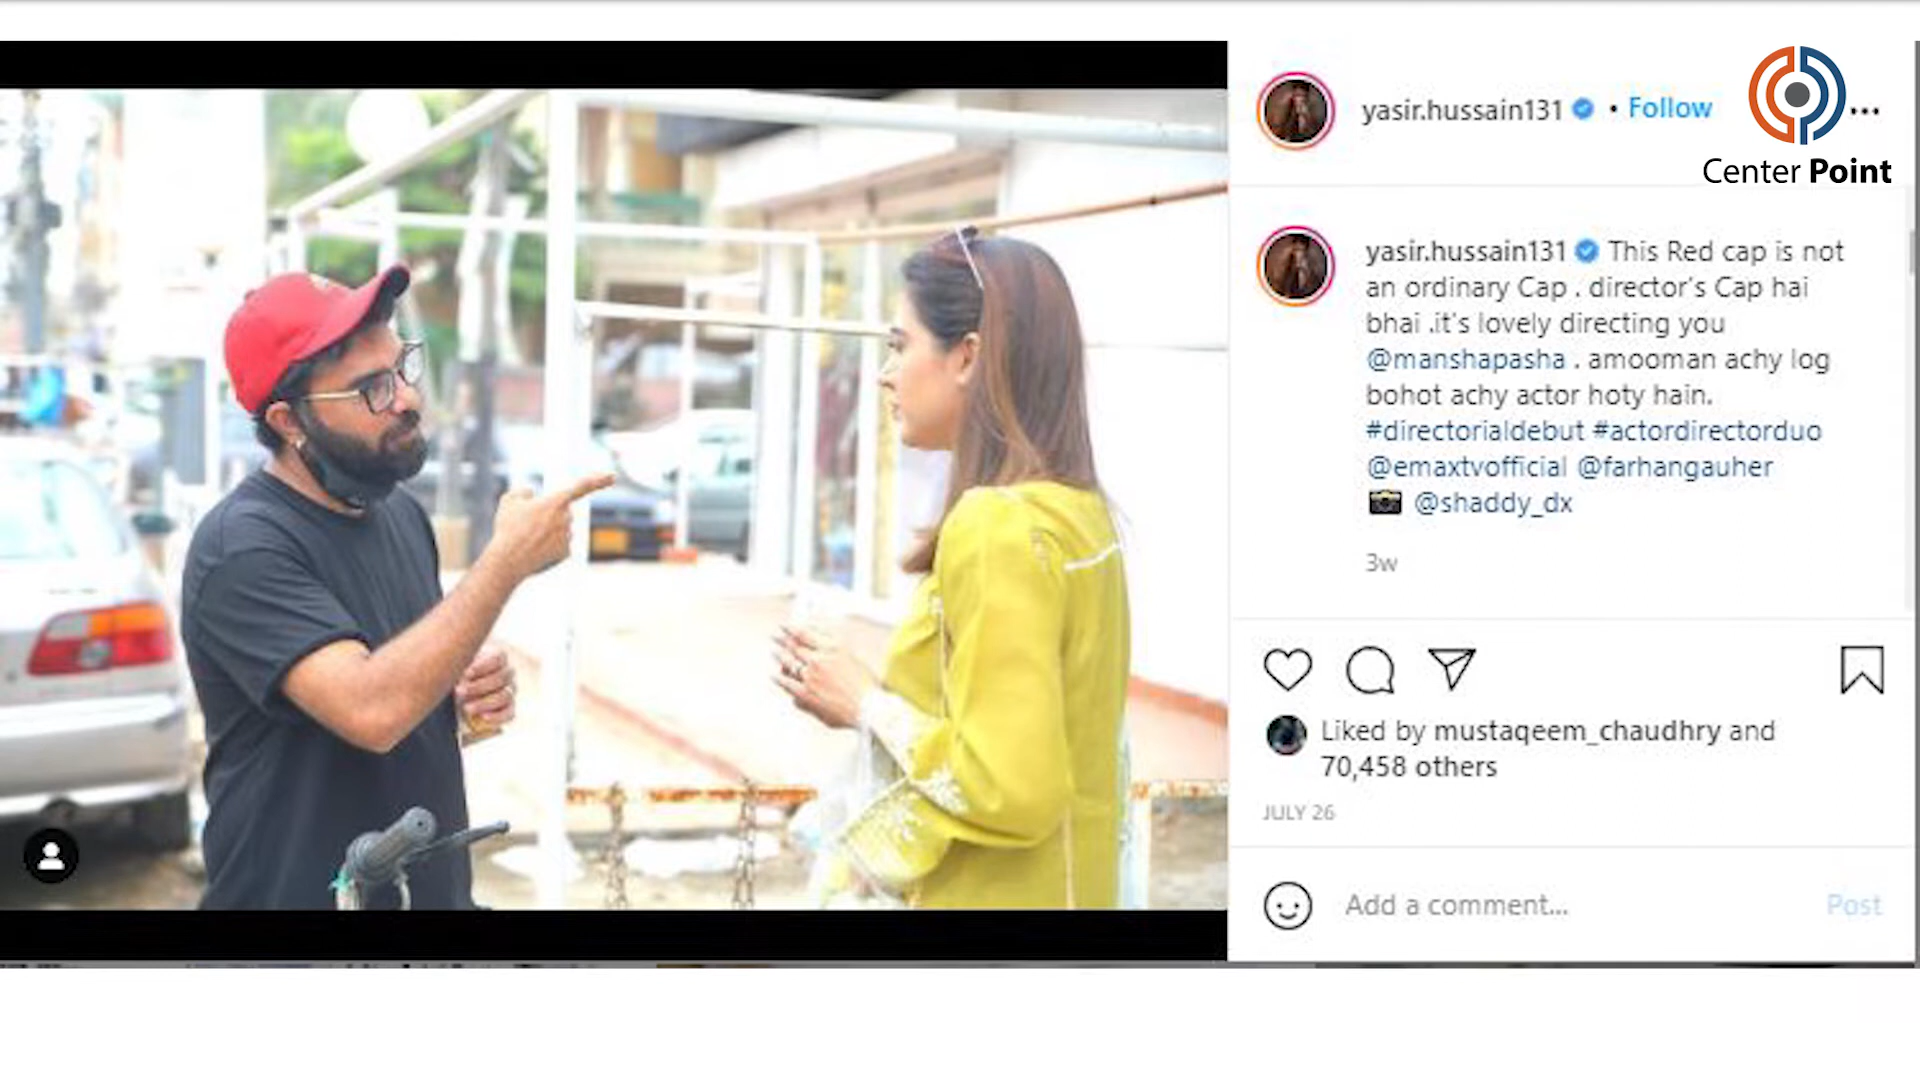 yasir.hussain131 • Follow
Center Point
yasir.hussain131 This Red cap is not
an ordinary Cap . director's Cap hai
bhai .it's lovely directing you
@manshapasha . amooman achy log
bohot achy actor hoty hain.
#directorialdebut #actordirectorduo
@emaxtvofficial @farhangauher
@shaddy_dx
3w
Liked by mustaqeem_chaudhry and
70,458 others
JULY 26
Add a comment...
Post